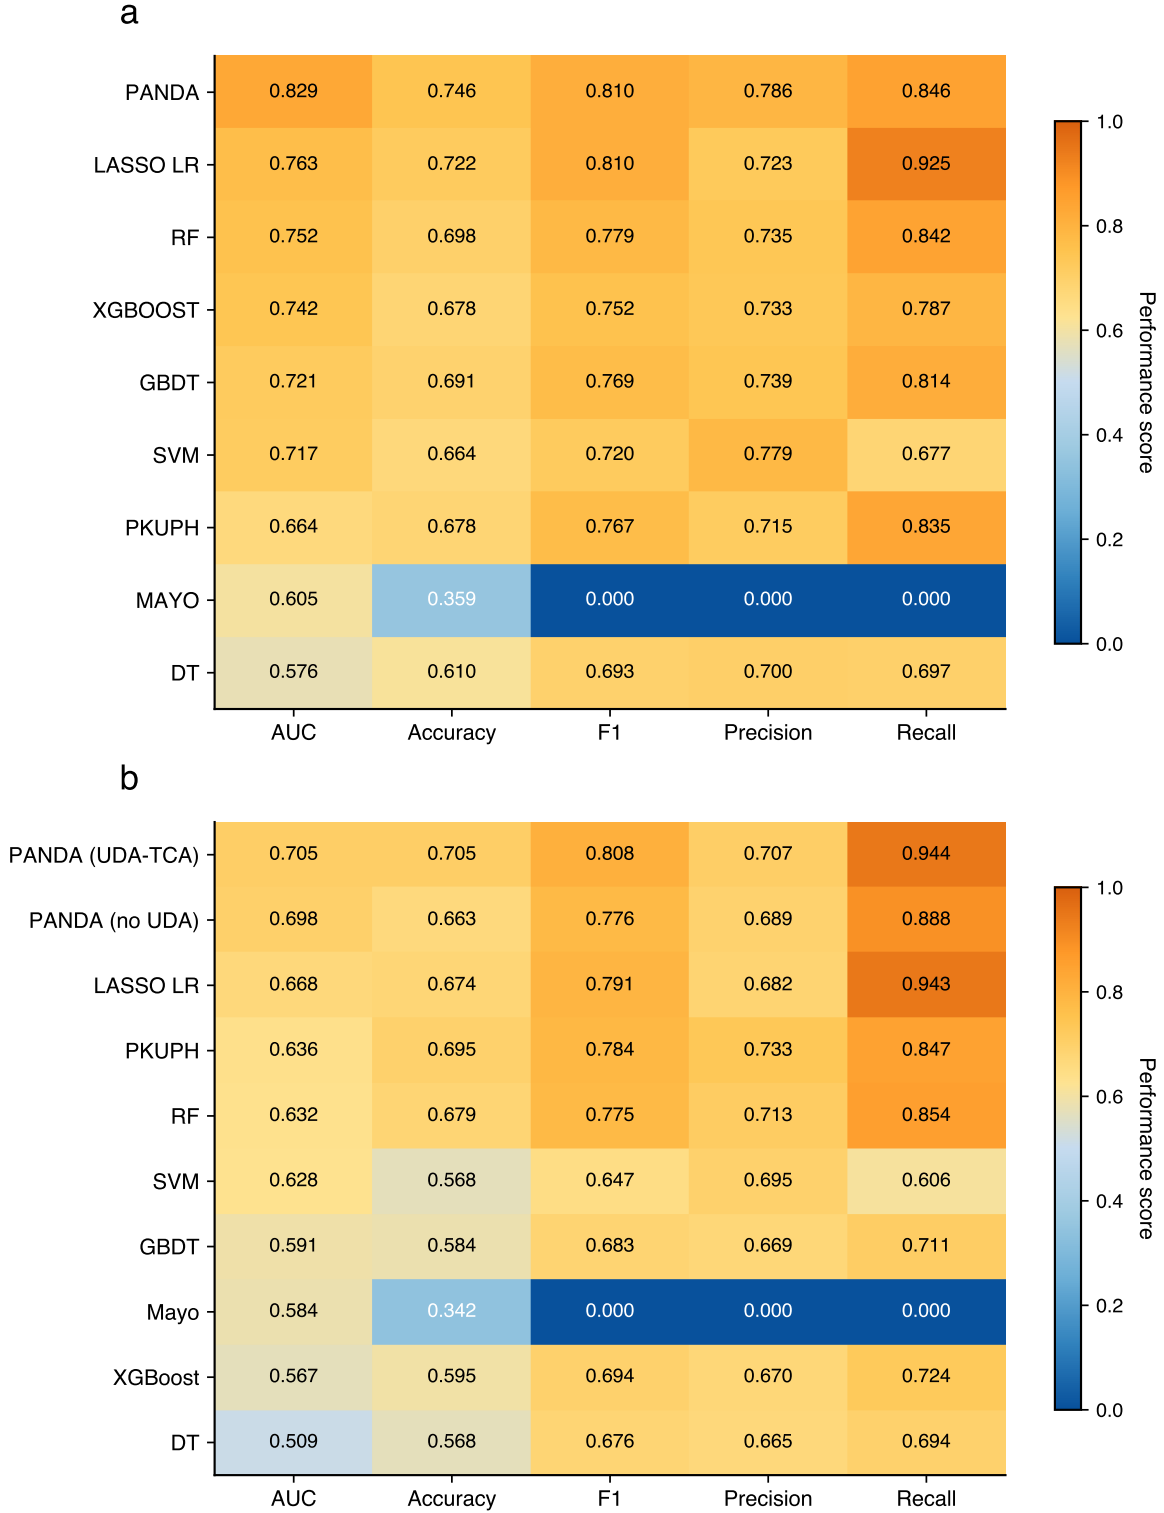 a
PANDA 0.829 0.746 0.810 0.786 0.846
LASSO LR 0.763 0.722 0.810 0.723 0.925
RF 0.752 0.698 0.779 0.735 0.842
XGBOOST 0.742 0.678 0.752 0.733 0.787
GBDT 0.721 0.691 0.769 0.739 0.814
SVM 0.717 0.664 0.720 0.779 0.677
PKUPH 0.664 0.678 0.767 0.715 0.835
MAYO 0.605 0.359 0.000 0.000 0.000
DT 0.576 0.610 0.693 0.700 0.697
AUC Accuracy F1 Precision Recall
1.0
0.8
0.6
0.4
0.2
0.0
Performance score
b
PANDA (UDA-TCA) 0.705 0.705 0.808 0.707 0.944
PANDA (no UDA) 0.698 0.663 0.776 0.689 0.888
LASSO LR 0.668 0.674 0.791 0.682 0.943
PKUPH 0.636 0.695 0.784 0.733 0.847
RF 0.632 0.679 0.775 0.713 0.854
SVM 0.628 0.568 0.647 0.695 0.606
GBDT 0.591 0.584 0.683 0.669 0.711
Mayo 0.584 0.342 0.000 0.000 0.000
XGBoost 0.567 0.595 0.694 0.670 0.724
DT 0.509 0.568 0.676 0.665 0.694
AUC Accuracy F1 Precision Recall
1.0
0.8
0.6
0.4
0.2
0.0
Performance score